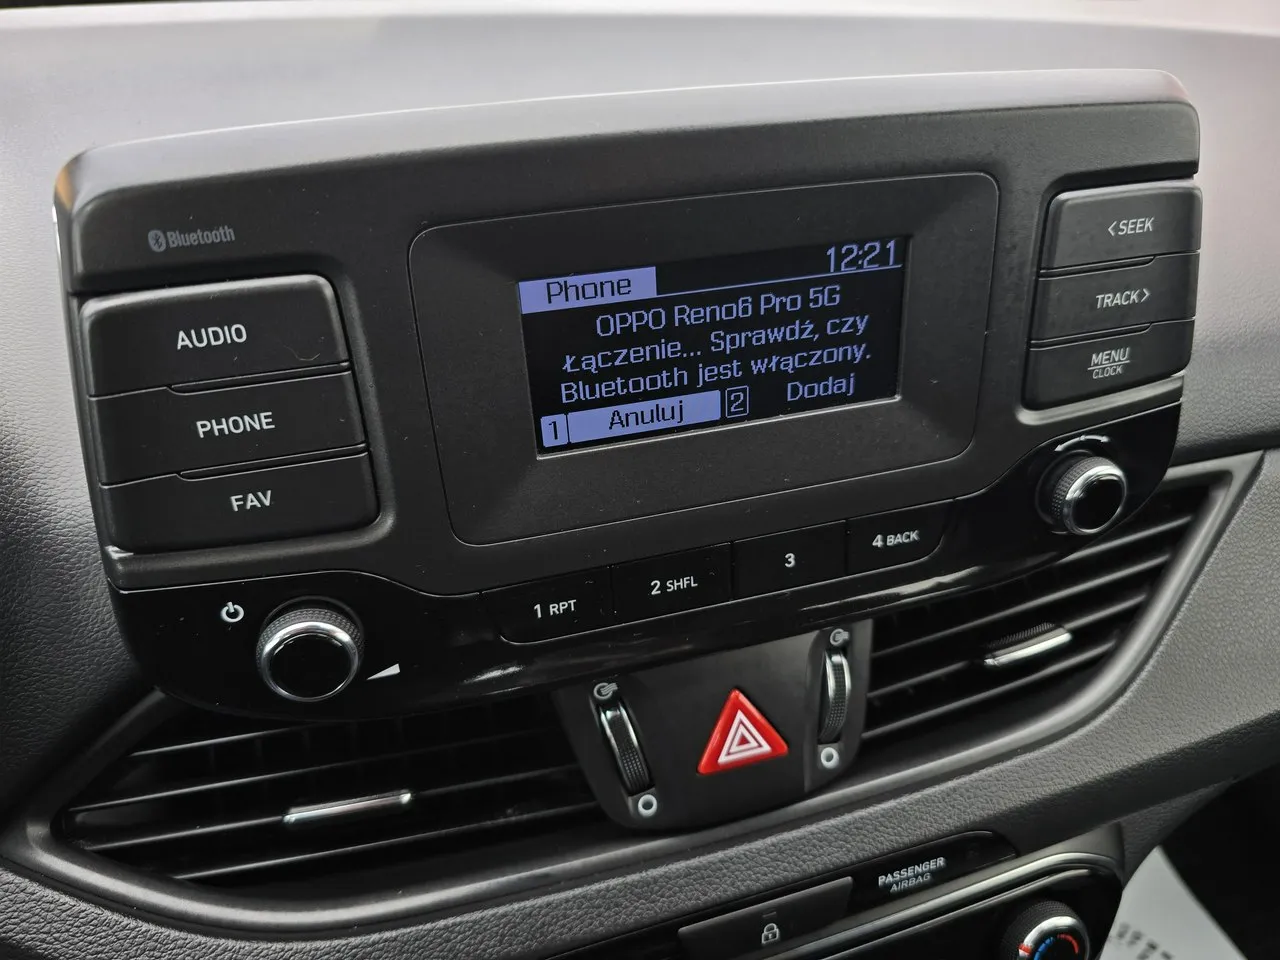 Bluetooth
AUDIO
PHONE
FAV
Phone
12:21
OPPO Reno6 Pro 5G
Łączenie... Sprawdź, czy
Bluetooth jest włączony.
1 Anuluj 2 Dodaj
<SEEK
TRACK>
MENU
CLOCK
1 RPT
2 SHFL
3
4 BACK
PASSENGER
AIRBAG